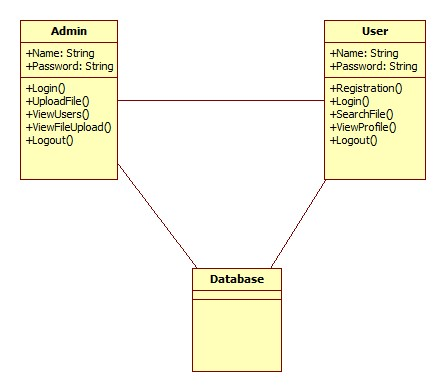 Admin
+Name: String
+Password: String
+Login()
+UploadFile()
+ViewUsers()
+ViewFileUpload()
+Logout()
User
+Name: String
+Password: String
+Registration()
+Login()
+SearchFile()
+ViewProfile()
+Logout()
Database